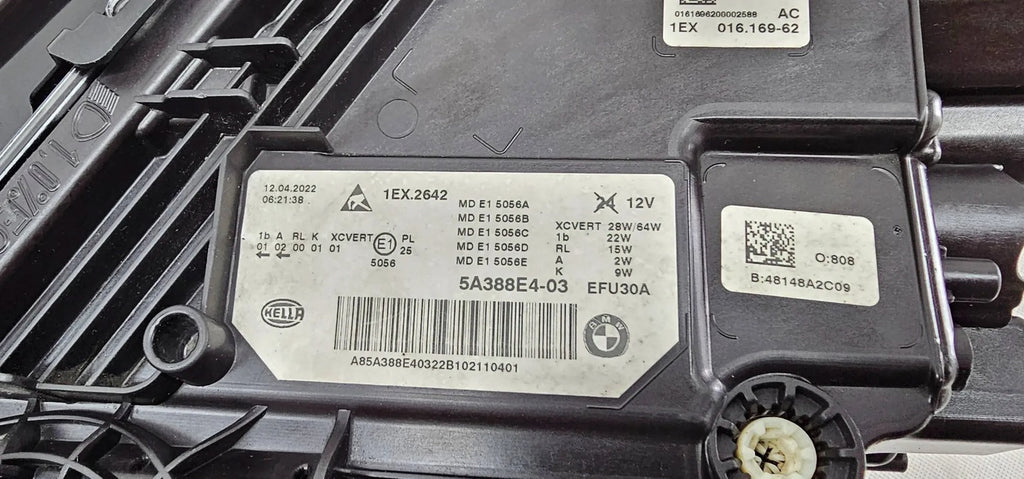 0161696200002588 AC
1EX 016.169-62
12.04.2022
06:21:38
1EX.2642
MD E1 5056A
MD E1 5056B
MD E1 5056C
MD E1 5056D
MD E1 5056E
24 12V
XCVERT 28W/64W
1b 22W
RL 15W
A 2W
K 9W
1b A RL K XCVERT E1 PL
01 02 00 01 01 25
5056
5A388E4-03 EFU30A
HELLA
BMW
A85A388E40322B102110401
O:808
B:48148A2C09